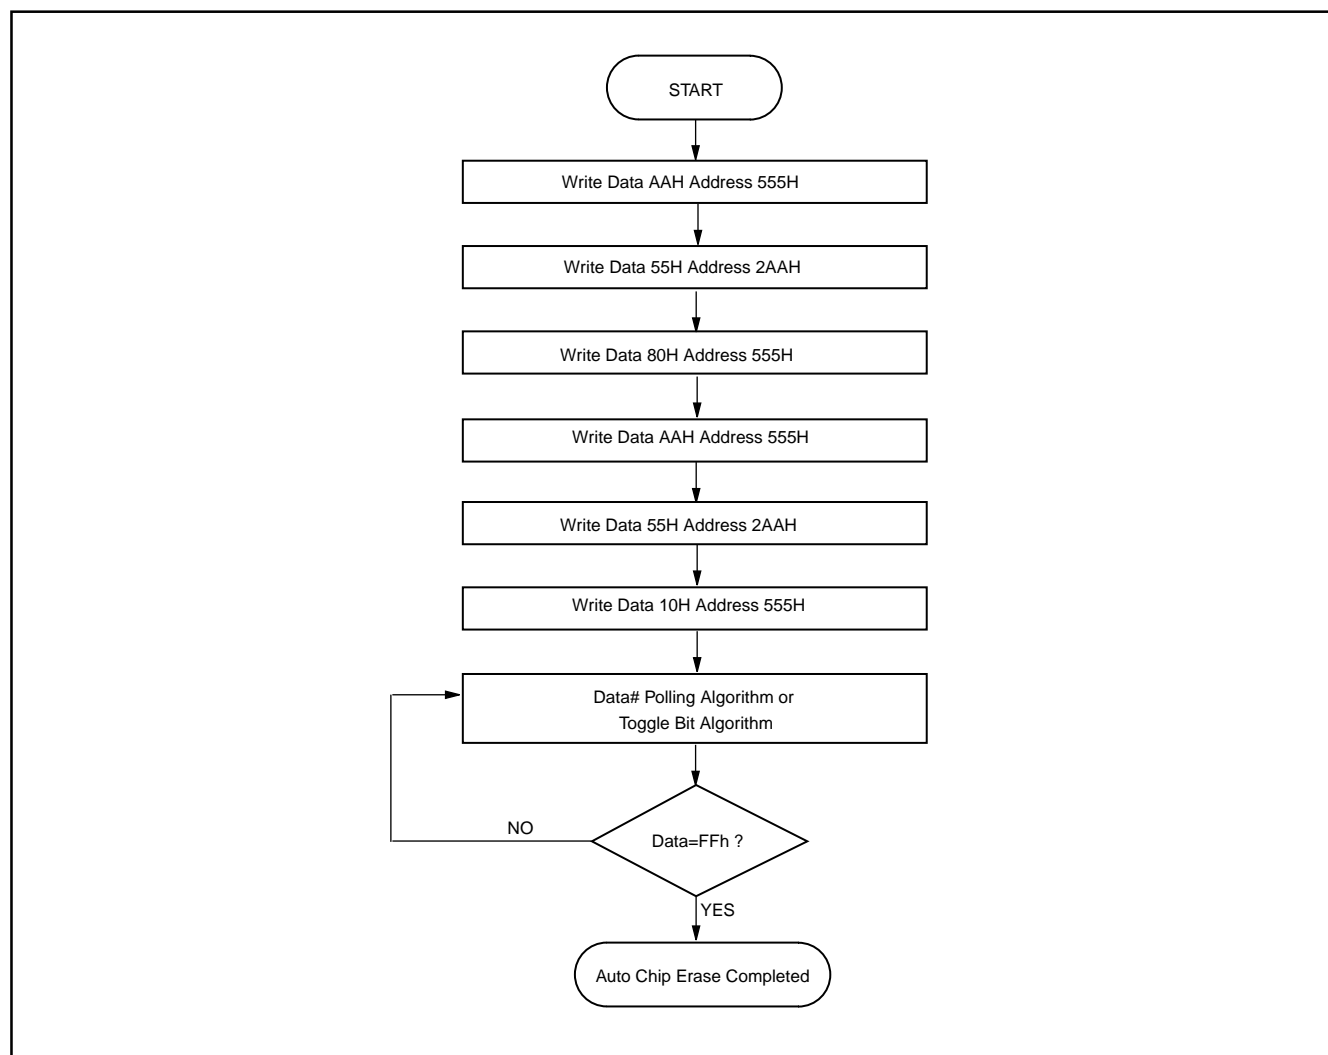 START
Write Data AAH Address 555H
Write Data 55H Address 2AAH
Write Data 80H Address 555H
Write Data AAH Address 555H
Write Data 55H Address 2AAH
Write Data 10H Address 555H
Data# Polling Algorithm or
Toggle Bit Algorithm
NO
Data=FFh ?
YES
Auto Chip Erase Completed